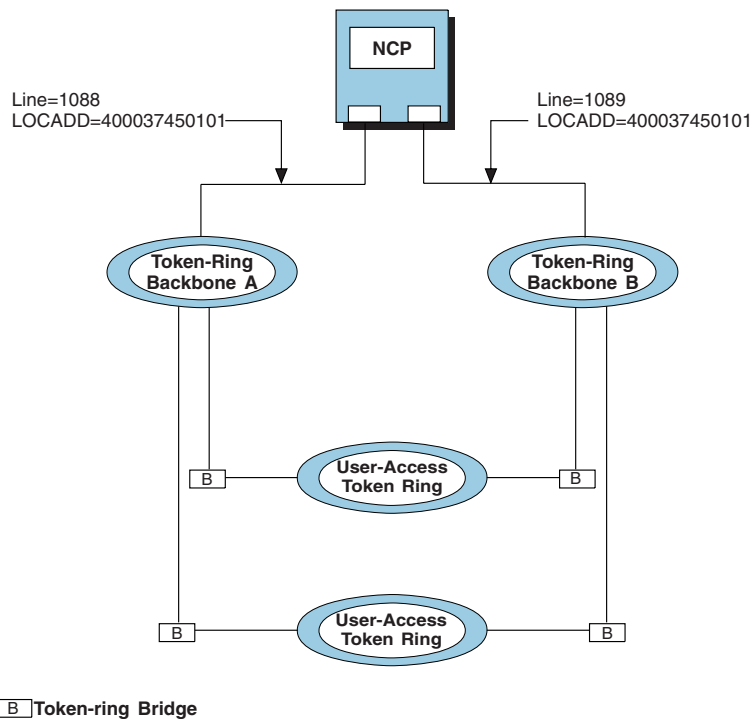 NCP
Line=1088
LOCADD=400037450101
Line=1089
LOCADD=400037450101
Token-Ring
Backbone A
Token-Ring
Backbone B
User-Access
Token Ring
B
B
User-Access
Token Ring
B
B
B Token-ring Bridge